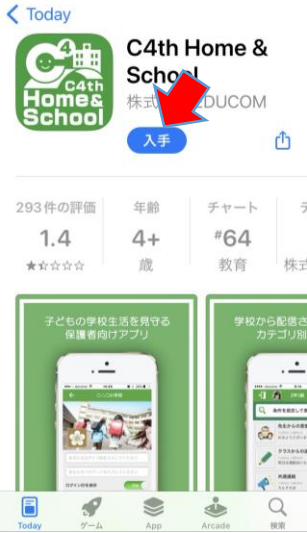 Today
C4th Home &
School
株式 EDUCOM
入手
4
C4th
Home&
School
293件の評価
年齢
チャート
1.4
4+
#64
★☆☆☆☆
歳
教育
株式
子どもの学校生活を見守る
保護者向けアプリ
学校から配信さ
カテゴリ別
Today
ゲーム
App
Arcade
検索